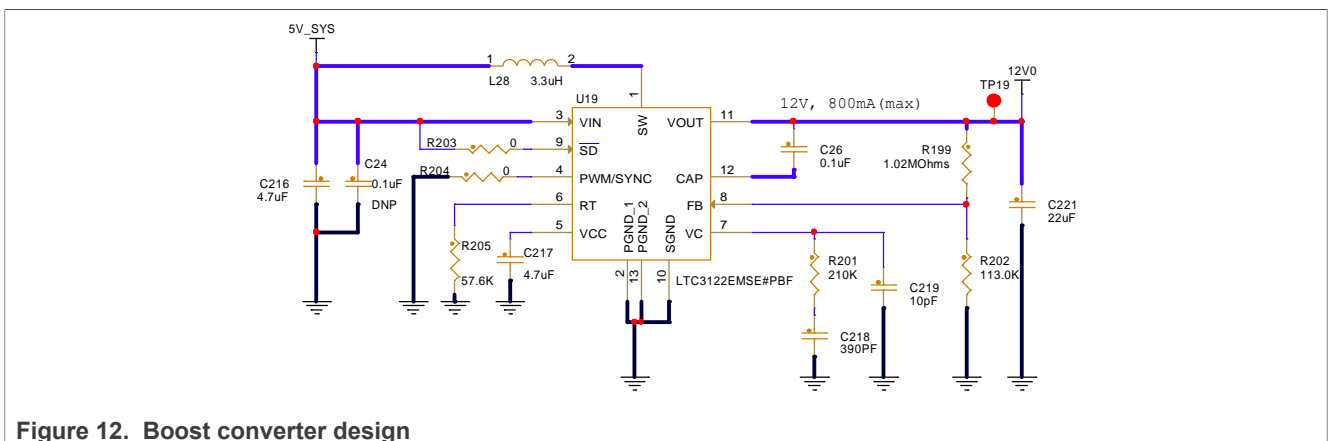 5V_SYS
1
2
L28
3.3uH
12V0
TP19
U19
1
12V, 800mA(max)
3
VIN
SW
VOUT
11
R203
0
9
SD
C26
0.1uF
R199
1.02MOhms
C24
0.1uF
DNP
R204
0
4
PWM/SYNC
CAP
12
C216
4.7uF
6
RT
FB
8
C221
22uF
5
VCC
PGND_1
PGND_2
SGND
VC
7
R205
57.6K
C217
4.7uF
2
13
10
LTC3122EMSE#PBF
R201
210K
C219
10pF
R202
113.0K
C218
390PF
Figure 12. Boost converter design